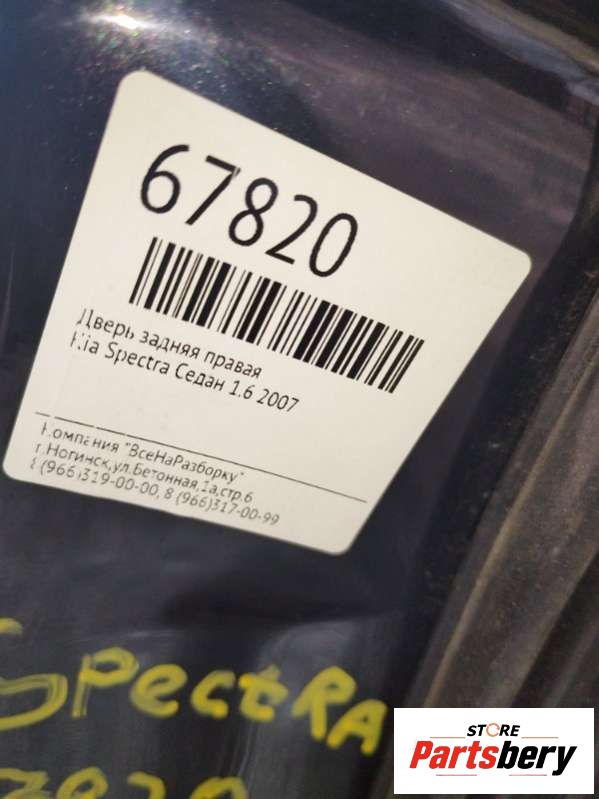 67820
Дверь задняя правая
Kia Spectra Седан 1.6 2007
Компания "ВсеНаРазборку"
г.Ногинск,ул.Бетонная,1а,стр.6
8 (966)319-00-00, 8 (966)317-00-99
SPectRA
7820
STORE
Partsbery